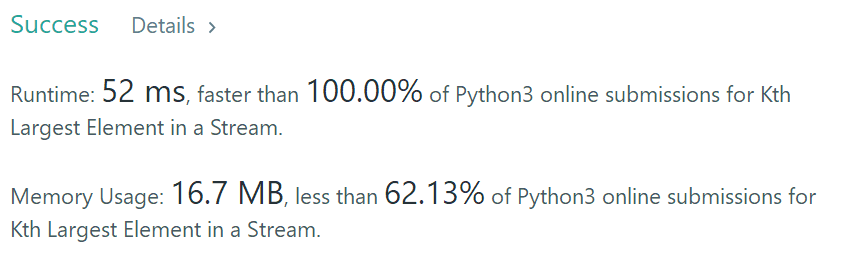 Success Details >
Runtime: 52 ms, faster than 100.00% of Python3 online submissions for Kth
Largest Element in a Stream.
Memory Usage: 16.7 MB, less than 62.13% of Python3 online submissions for
Kth Largest Element in a Stream.